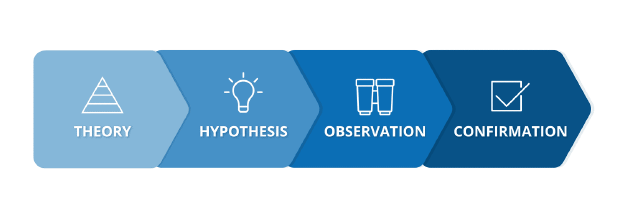 THEORY
HYPOTHESIS
OBSERVATION
CONFIRMATION